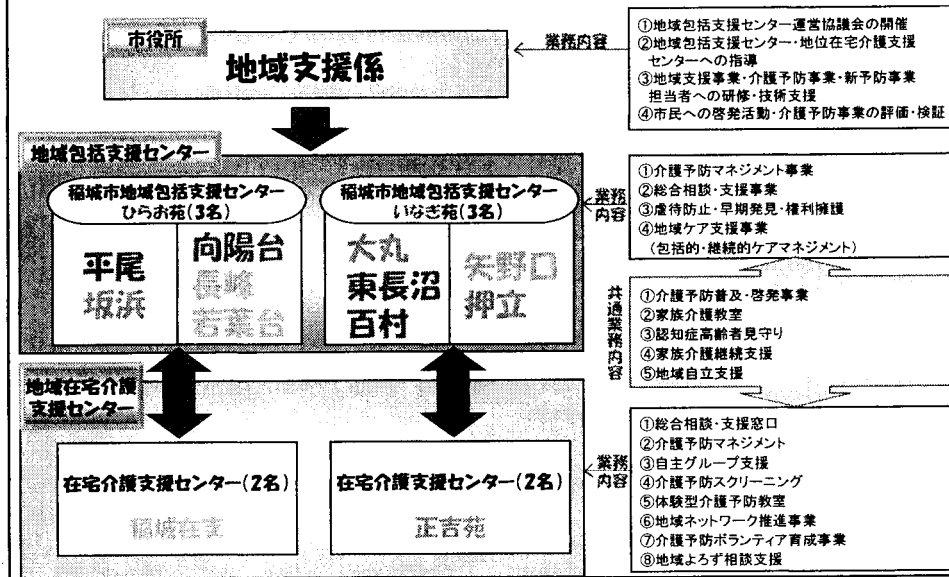 市役所
地域支援係
業務内容
①地域包括支援センター運営協議会の開催
②地域包括支援センター・地位在宅介護支援
センターへの指導
③地域支援事業・介護予防事業・新予防事業
担当者への研修・技術支援
④市民への啓発活動・介護予防事業の評価・検証
地域包括支援センター
稲城市地域包括支援センター
ひらお苑(3名)
平尾
坂浜
向陽台
長峰
若葉台
稲城市地域包括支援センター
いなぎ苑(3名)
大丸
東長沼
百村
矢野口
押立
業務
内容
①介護予防マネジメント事業
②総合相談・支援事業
③虐待防止・早期発見・権利擁護
④地域ケア支援事業
(包括的・継続的ケアマネジメント)
共通業務内容
①介護予防普及・啓発事業
②家族介護教室
③認知症高齢者見守り
④家族介護継続支援
⑤地域自立支援
地域在宅介護
支援センター
在宅介護支援センター(2名)
稲城在支
在宅介護支援センター(2名)
正吉苑
業務
内容
①総合相談・支援窓口
②介護予防マネジメント
③自主グループ支援
④介護予防スクリーニング
⑤体験型介護予防教室
⑥地域ネットワーク推進事業
⑦介護予防ボランティア育成事業
⑧地域よろず相談支援